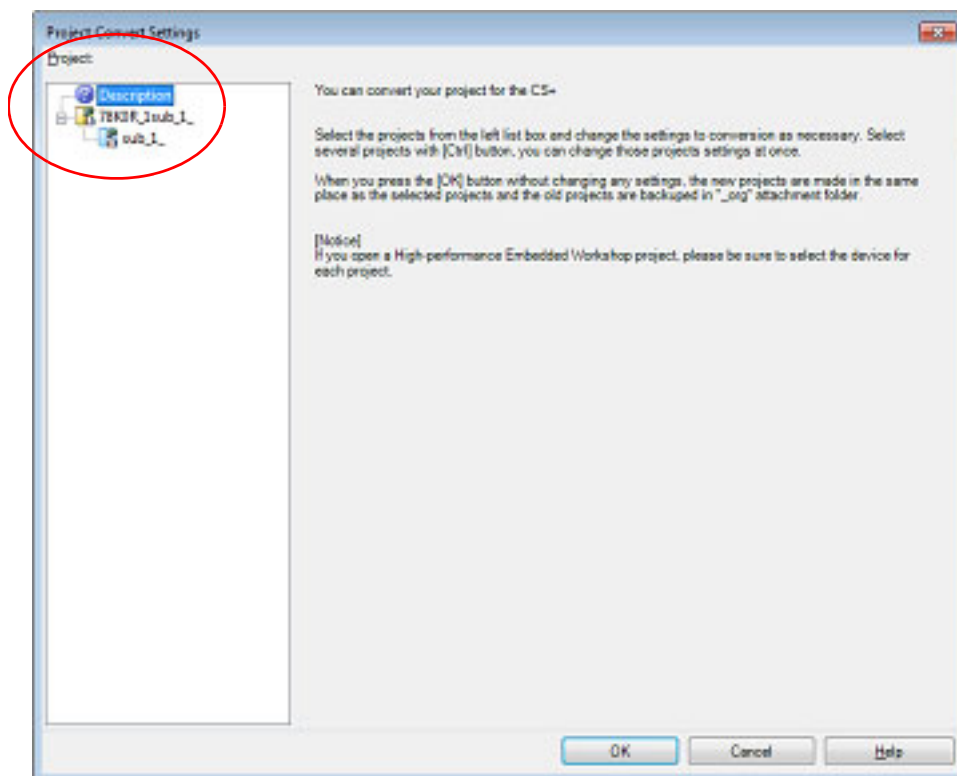 Project Convert Settings
Project:
Description
78K0R_1sub_1_
sub_1_
You can convert your project for the CS+
Select the projects from the left list box and change the settings to conversion as necessary. Select
several projects with [Ctrl] button, you can change those projects settings at once.
When you press the [OK] button without changing any settings, the new projects are made in the same
place as the selected projects and the old projects are backuped in "_org" attachment folder.
[Notice]
If you open a High-performance Embedded Workshop project, please be sure to select the device for
each project.
OK
Cancel
Help